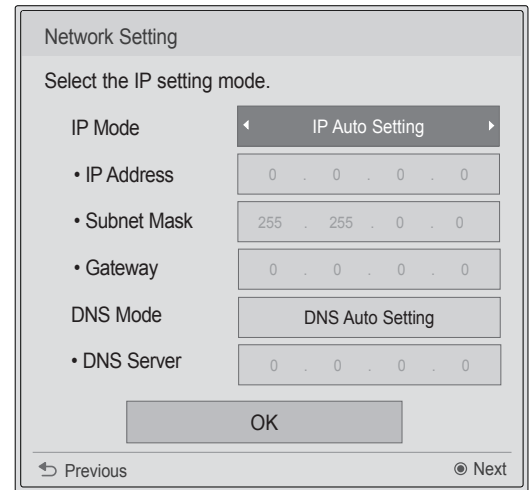 Network Setting
Select the IP setting mode.
IP Mode IP Auto Setting
• IP Address 0 . 0 . 0 . 0
• Subnet Mask 255 . 255 . 0 . 0
• Gateway 0 . 0 . 0 . 0
DNS Mode DNS Auto Setting
• DNS Server 0 . 0 . 0 . 0
OK
Previous Next